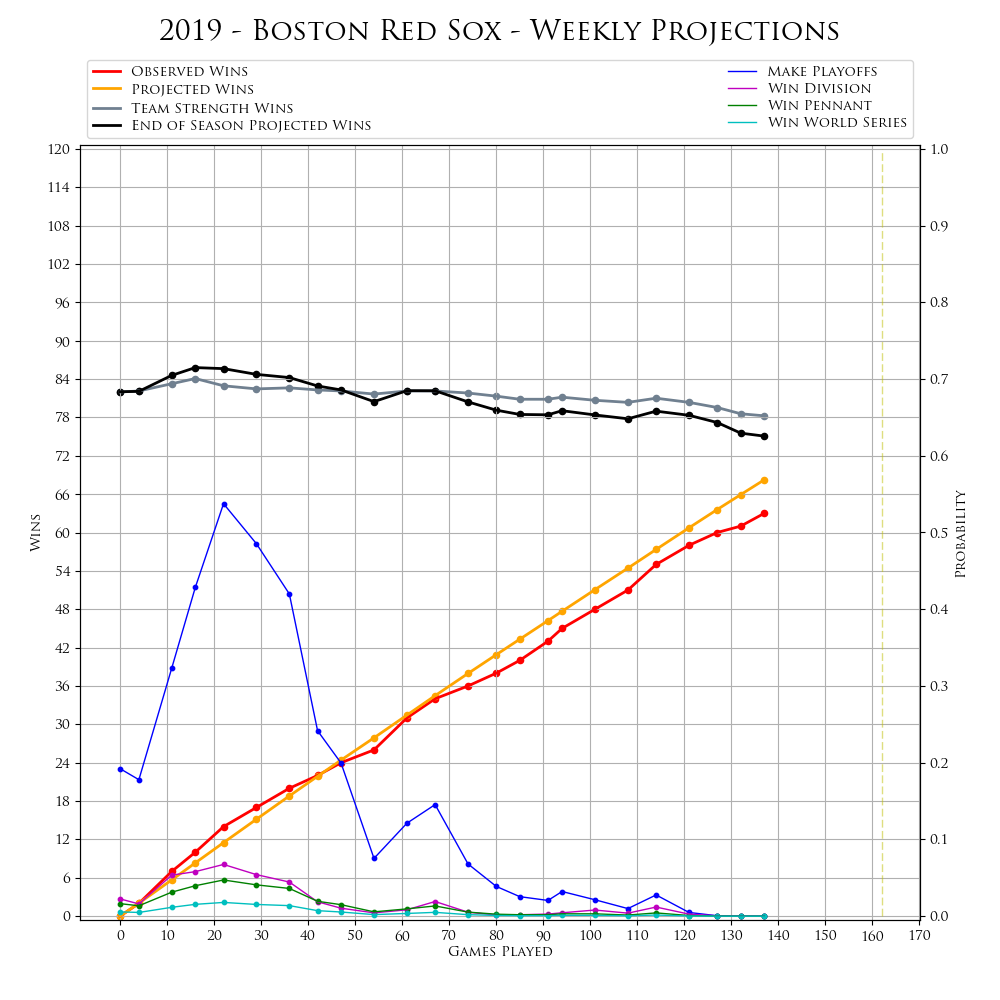 2019 - Boston Red Sox - Weekly Projections
Observed Wins
Projected Wins
Team Strength Wins
End of Season Projected Wins
Make Playoffs
Win Division
Win Pennant
Win World Series
120
114
108
102
96
90
84
78
72
66
60
54
48
42
36
30
24
18
12
6
0
Wins
1.0
0.9
0.8
0.7
0.6
0.5
0.4
0.3
0.2
0.1
0.0
Probability
0 10 20 30 40 50 60 70 80 90 100 110 120 130 140 150 160 170
Games Played